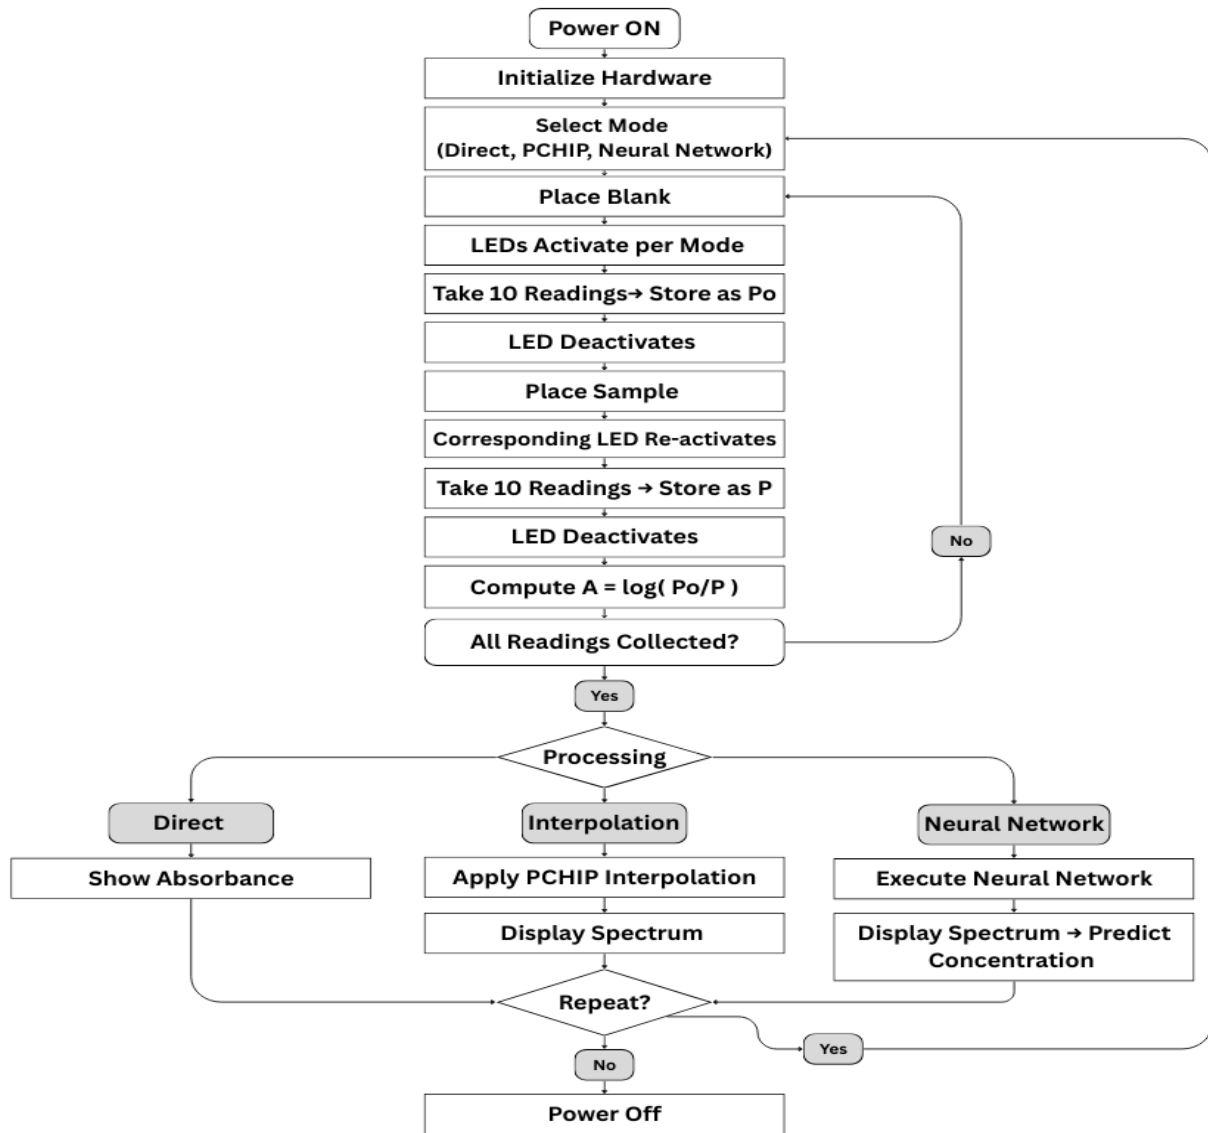 Power ON
Initialize Hardware
Select Mode
(Direct, PCHIP, Neural Network)
Place Blank
LEDs Activate per Mode
Take 10 Readings→ Store as Po
LED Deactivates
Place Sample
Corresponding LED Re-activates
Take 10 Readings → Store as P
LED Deactivates
No
Compute A = log( Po/P )
All Readings Collected?
Yes
Processing
Direct
Interpolation
Neural Network
Show Absorbance
Apply PCHIP Interpolation
Execute Neural Network
Display Spectrum
Display Spectrum → Predict
Concentration
Repeat?
Yes
No
Power Off